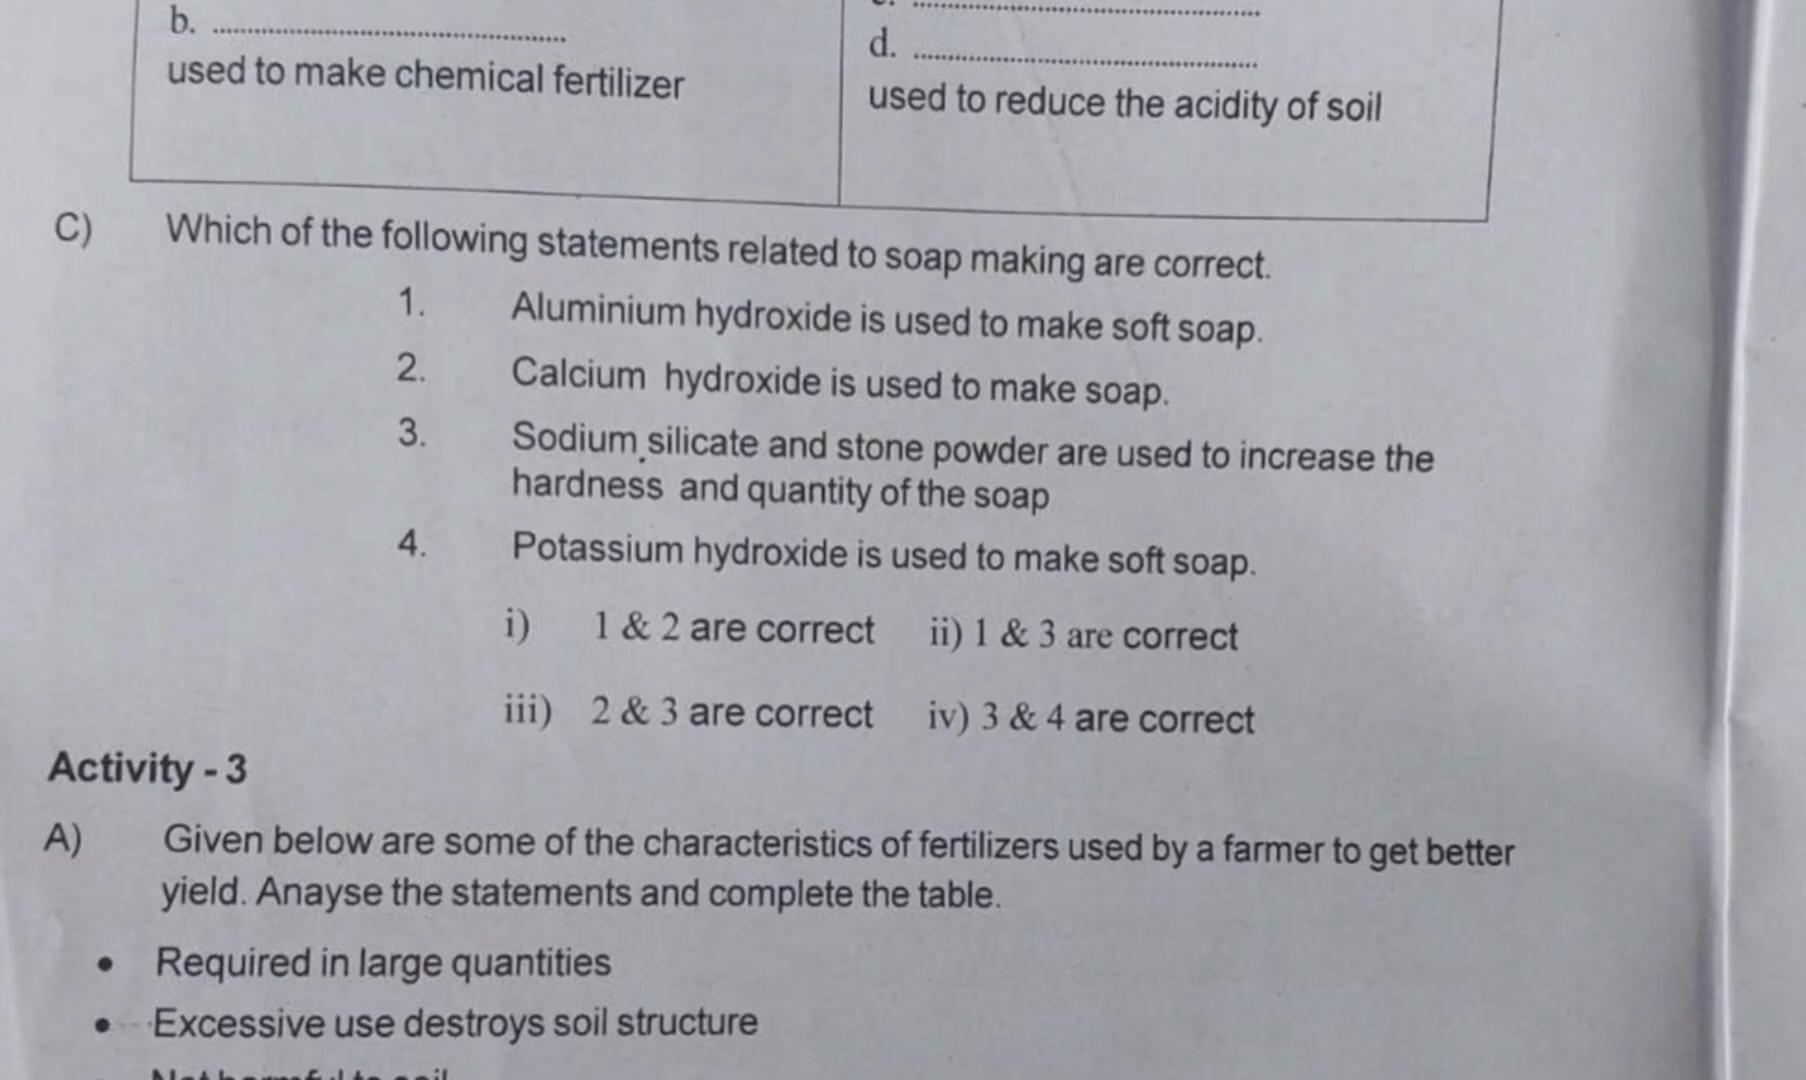 b. ......................................
used to make chemical fertilizer
d. ......................................
used to reduce the acidity of soil
C) Which of the following statements related to soap making are correct.
1. Aluminium hydroxide is used to make soft soap.
2. Calcium hydroxide is used to make soap.
3. Sodium silicate and stone powder are used to increase the
hardness and quantity of the soap
4. Potassium hydroxide is used to make soft soap.
i) 1 & 2 are correct ii) 1 & 3 are correct
iii) 2 & 3 are correct iv) 3 & 4 are correct
Activity - 3
A) Given below are some of the characteristics of fertilizers used by a farmer to get better
yield. Anayse the statements and complete the table.
• Required in large quantities
• Excessive use destroys soil structure
Not harmful to soil